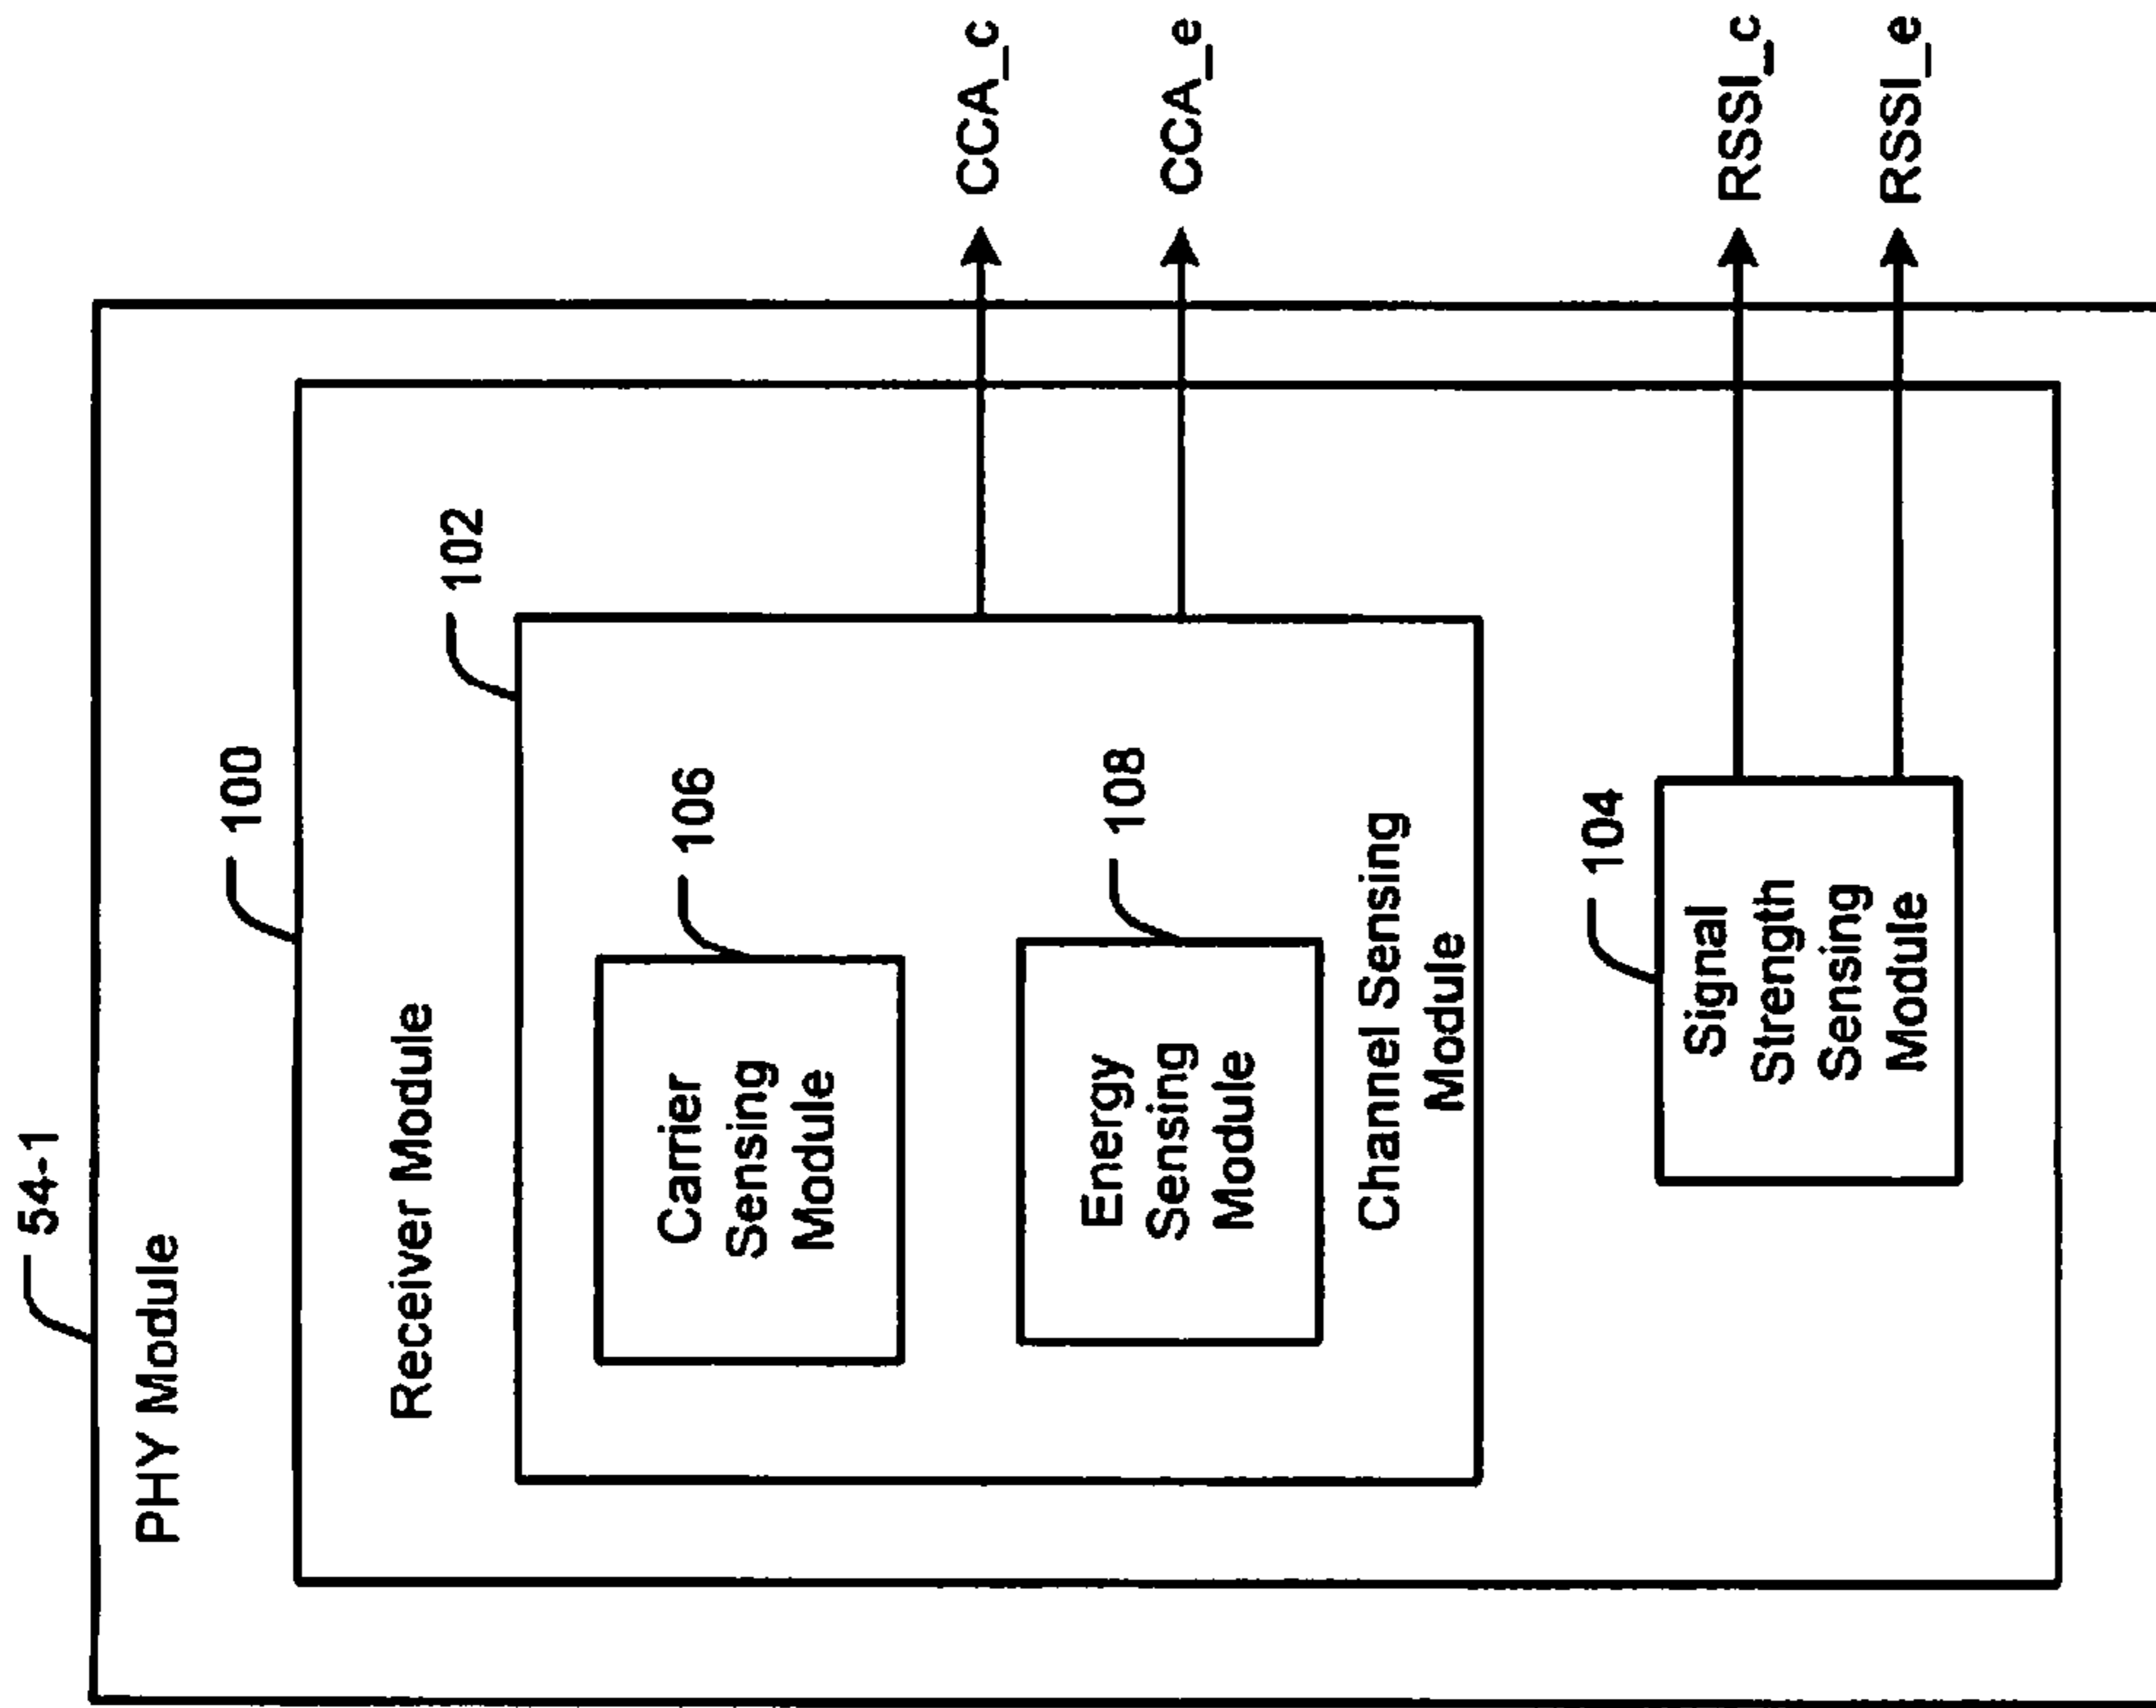 54-1
PHY Module
100
Receiver Module
102
106
Carrier
Sensing
Module
CCA_c
108
Energy
Sensing
Module
CCA_e
Channel Sensing
Module
104
Signal
Strength
Sensing
Module
RSSI_c
RSSI_e